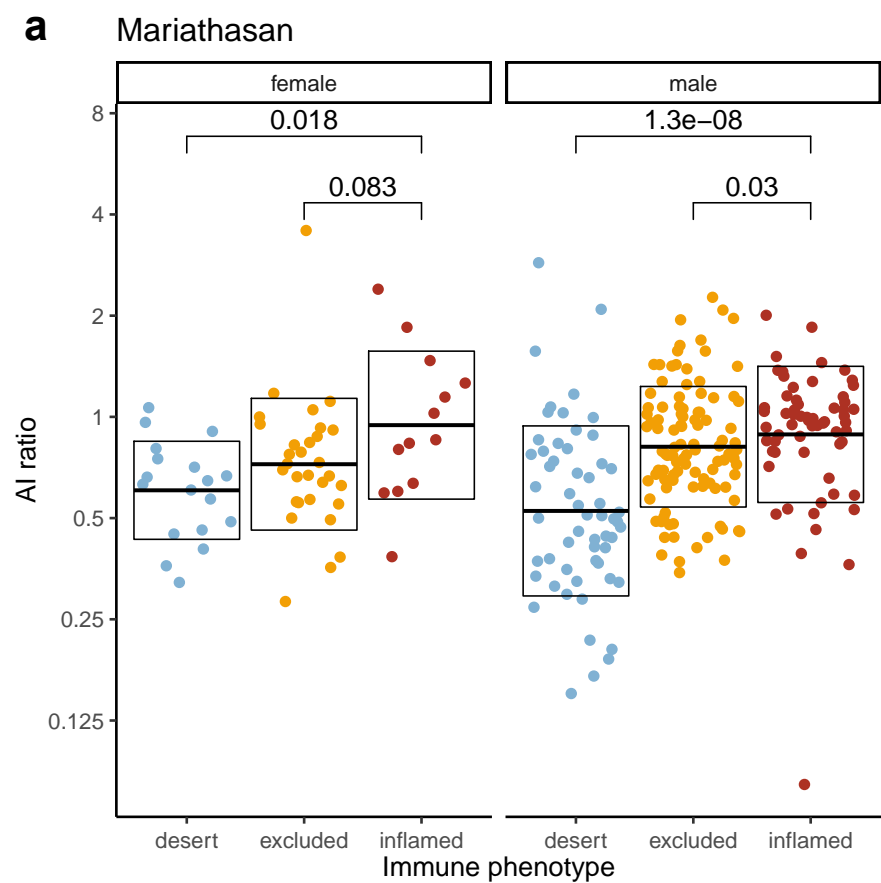 a Mariathasan
female male
8
0.018 1.3e−08
0.083 0.03
4
2
1
0.5
0.25
0.125
AI ratio
desert excluded inflamed desert excluded inflamed
Immune phenotype